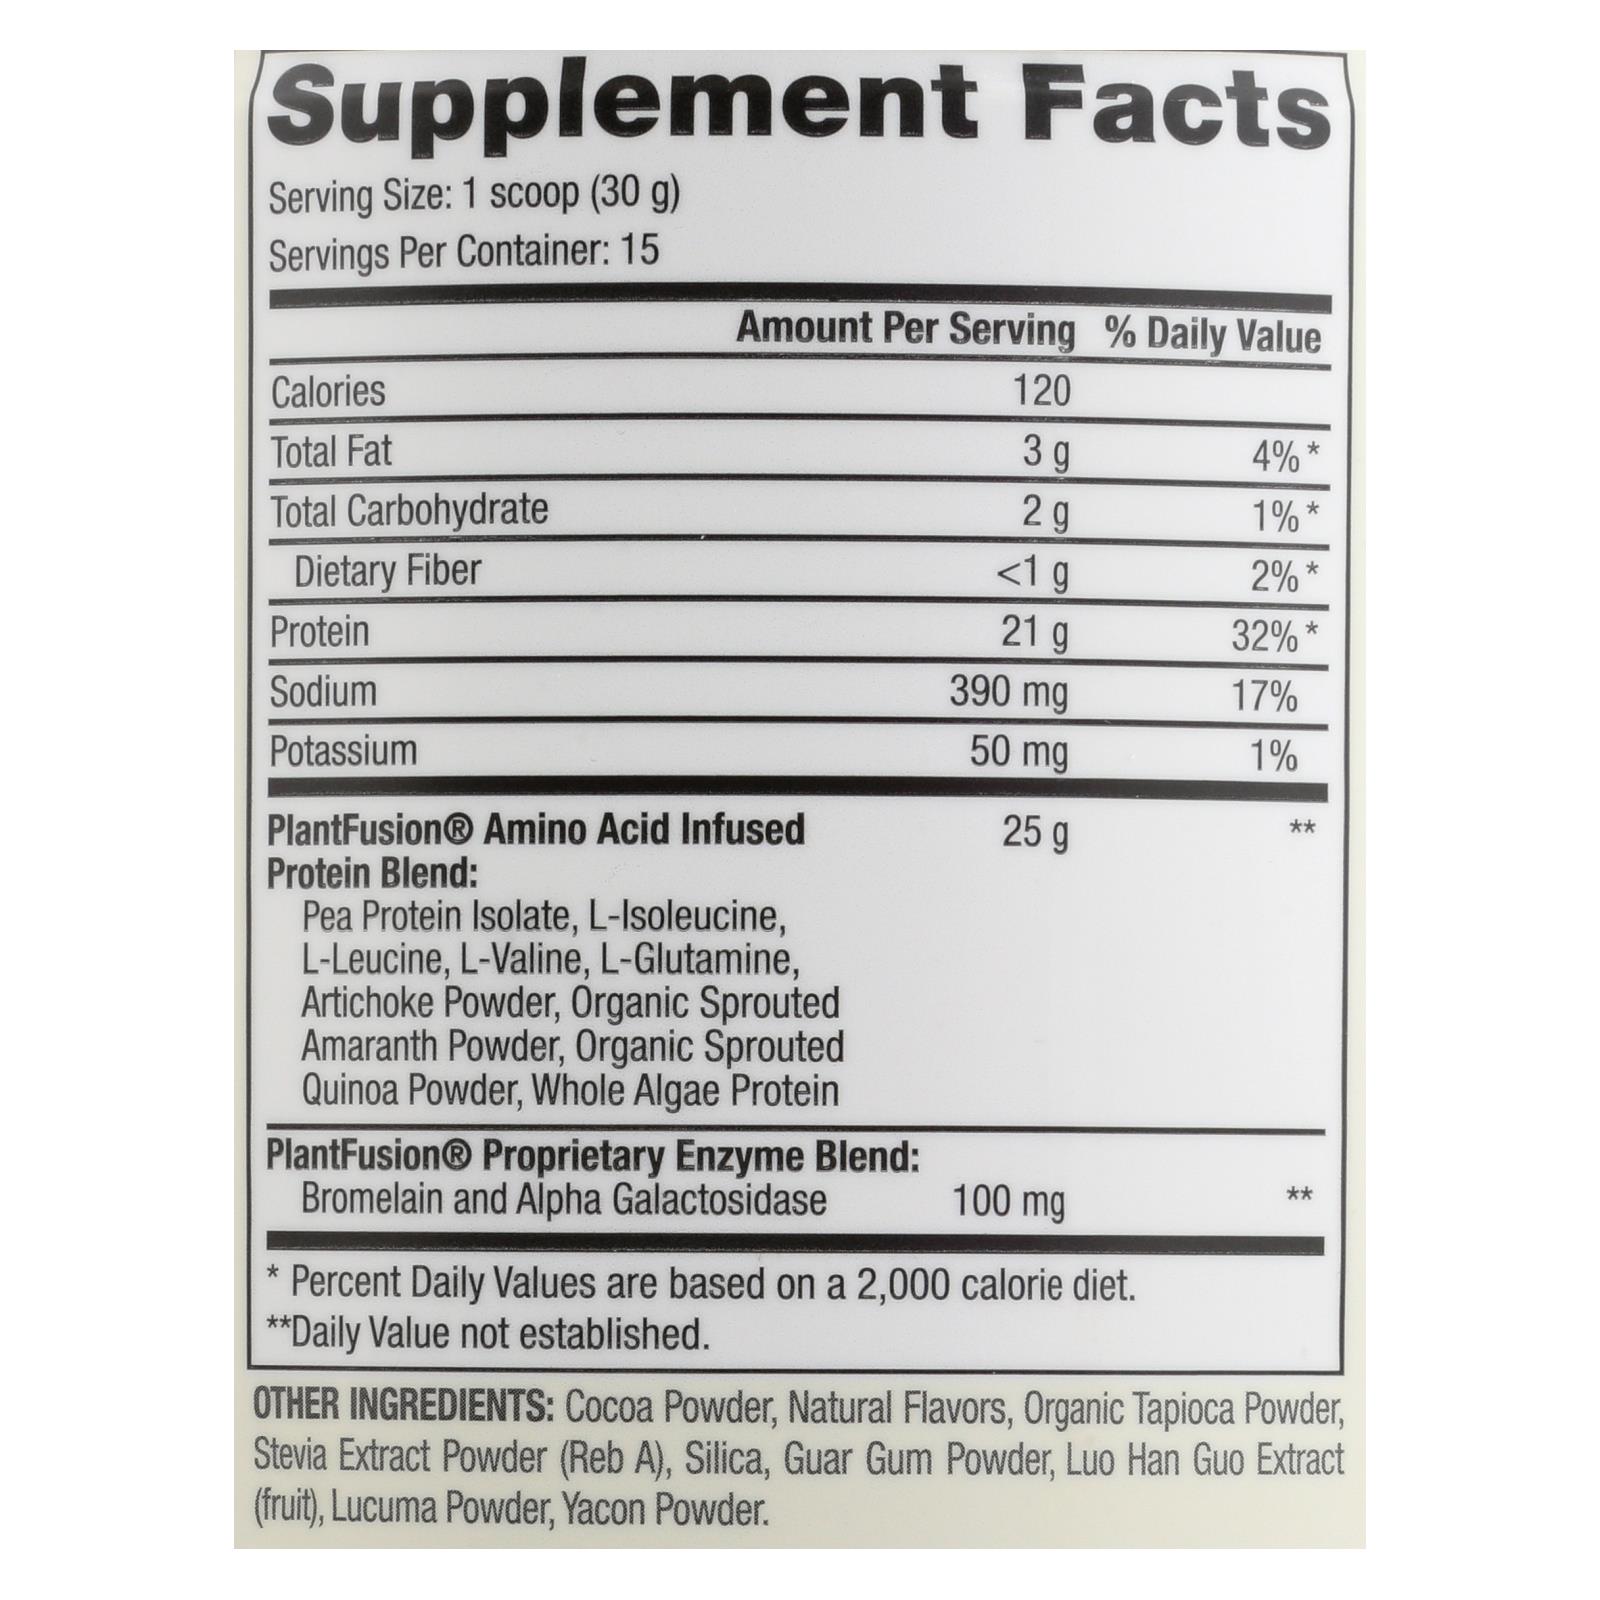 Supplement Facts
Serving Size: 1 scoop (30 g)
Servings Per Container: 15
Amount Per Serving % Daily Value
Calories 120
Total Fat 3 g 4% *
Total Carbohydrate 2 g 1% *
Dietary Fiber <1 g 2% *
Protein 21 g 32% *
Sodium 390 mg 17%
Potassium 50 mg 1%
PlantFusion® Amino Acid Infused 25 g **
Protein Blend:
Pea Protein Isolate, L-Isoleucine,
L-Leucine, L-Valine, L-Glutamine,
Artichoke Powder, Organic Sprouted
Amaranth Powder, Organic Sprouted
Quinoa Powder, Whole Algae Protein
PlantFusion® Proprietary Enzyme Blend:
Bromelain and Alpha Galactosidase 100 mg **
* Percent Daily Values are based on a 2,000 calorie diet.
**Daily Value not established.
OTHER INGREDIENTS: Cocoa Powder, Natural Flavors, Organic Tapioca Powder,
Stevia Extract Powder (Reb A), Silica, Guar Gum Powder, Luo Han Guo Extract
(fruit), Lucuma Powder, Yacon Powder.